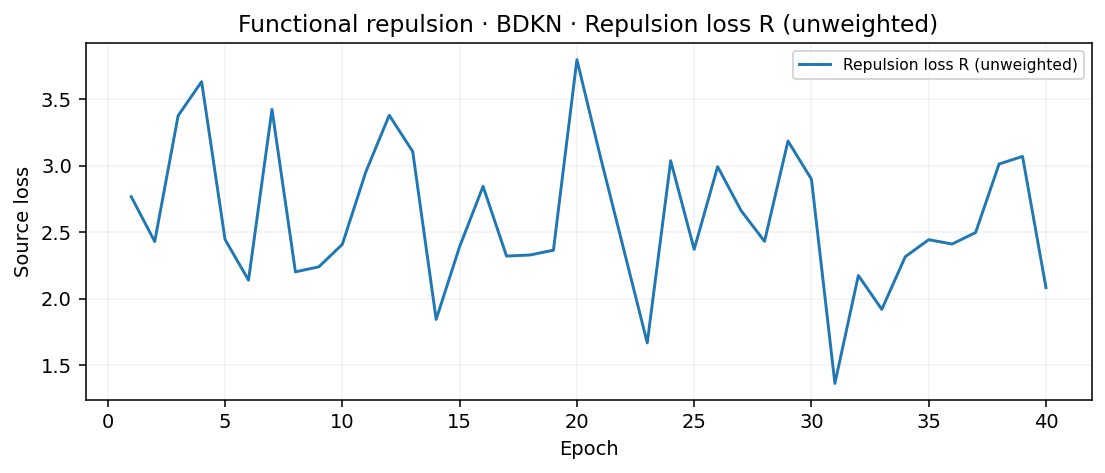 Functional repulsion · BDKN · Repulsion loss R (unweighted)
Repulsion loss R (unweighted)
Source loss
3.5
3.0
2.5
2.0
1.5
0 5 10 15 20 25 30 35 40
Epoch